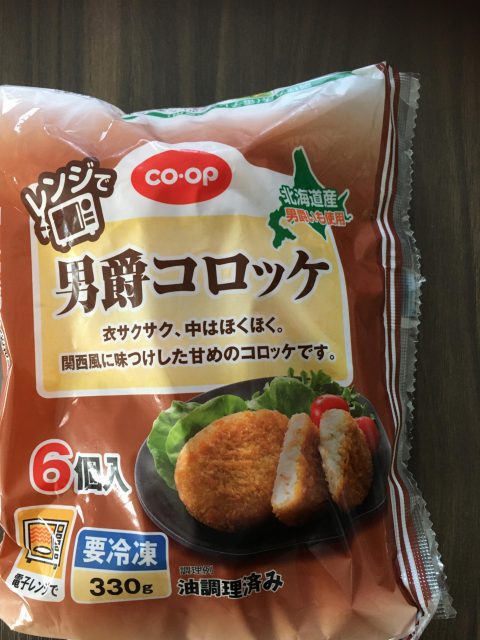 レンジで
CO·OP
北海道産
男爵いも使用
男爵コロッケ
衣サクサク、中はほくほく。
関西風に味つけした甘めのコロッケです。
6個入
電子レンジで
要冷凍
330g
調理例
油調理済み